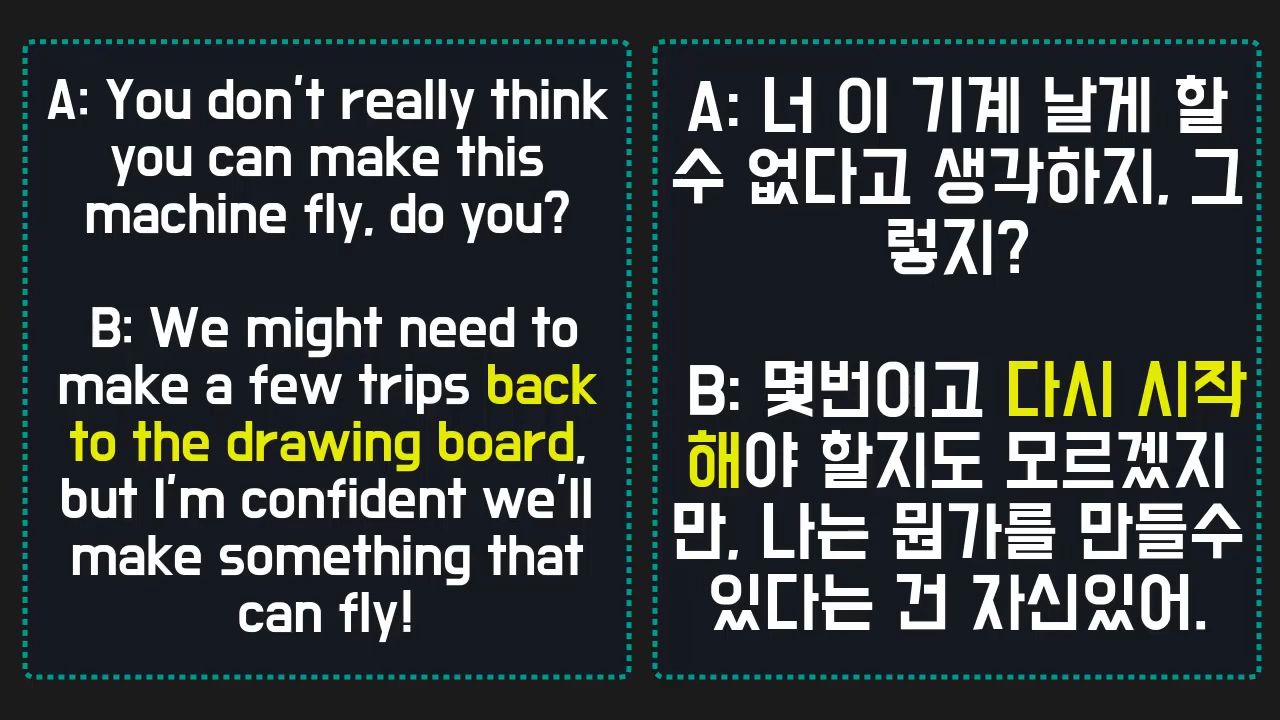 A: You don't really think
you can make this
machine fly, do you?
B: We might need to
make a few trips back
to the drawing board,
but I'm confident we'll
make something that
can fly!
A: 너 이 기계 날게 할
수 없다고 생각하지, 그
렇지?
B: 몇번이고 다시 시작
해야 할지도 모르겠지
만, 나는 뭔가를 만들수
있다는 건 자신있어.